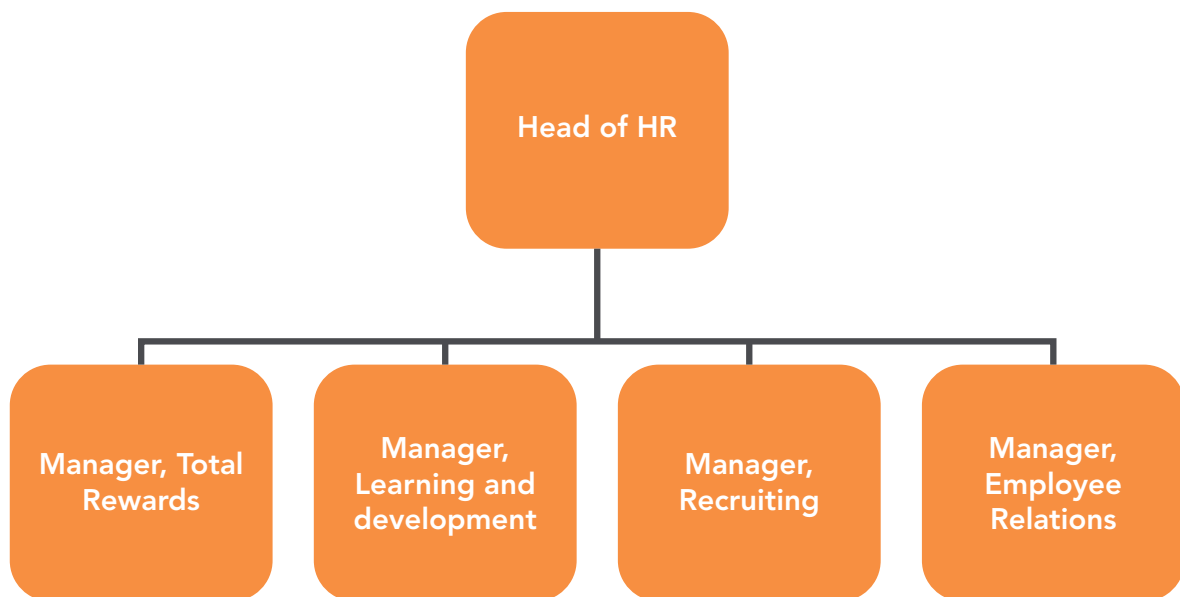 Head of HR
Manager, Total
Rewards
Manager,
Learning and
development
Manager,
Recruiting
Manager,
Employee
Relations